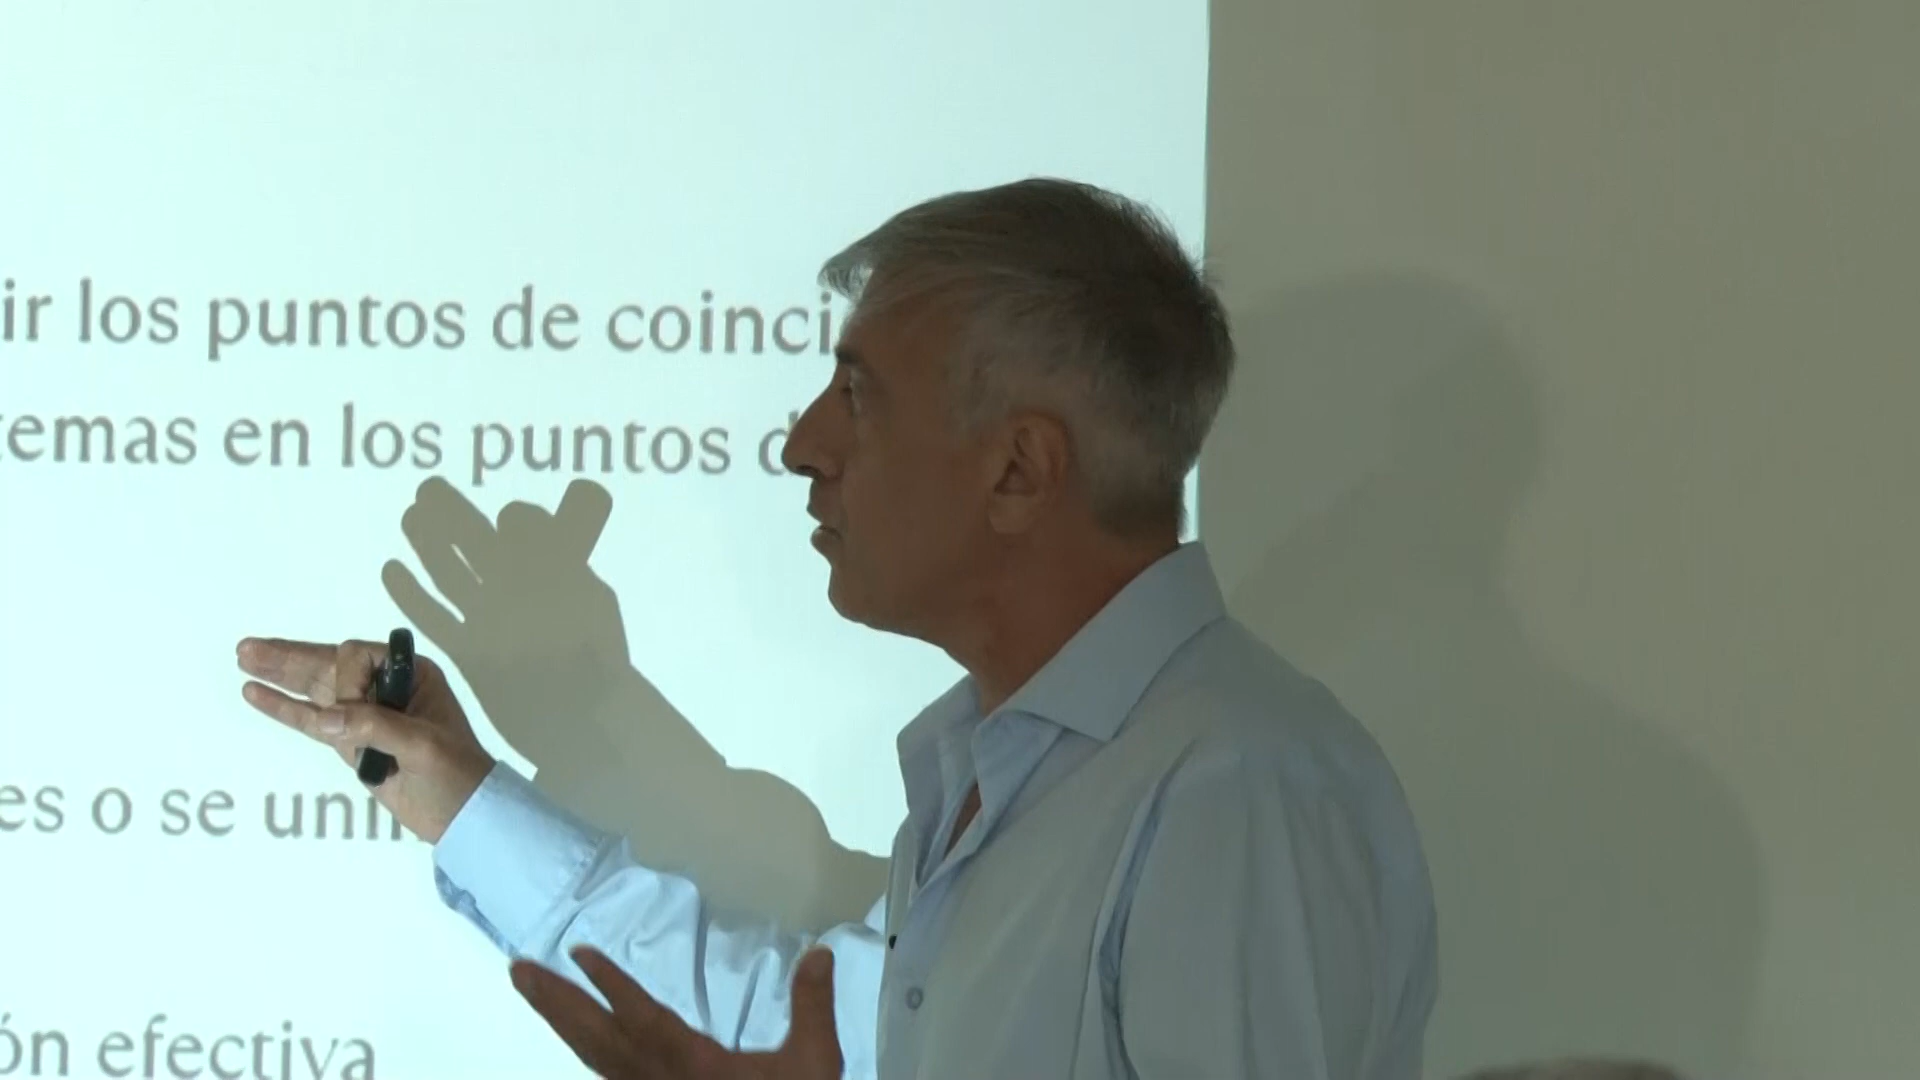 ir los puntos de coinci
temas en los puntos d
es o se uni
ón efectiva